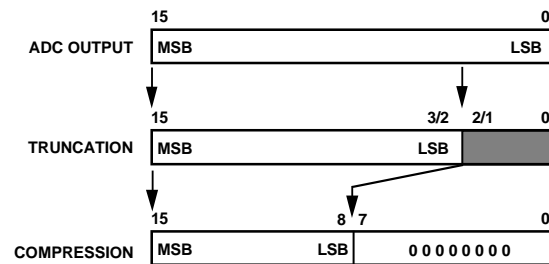 15 0
ADC OUTPUT MSB LSB
3/2 2/1 0
TRUNCATION MSB LSB
15 8 7 0
COMPRESSION MSB LSB 0 0 0 0 0 0 0 0